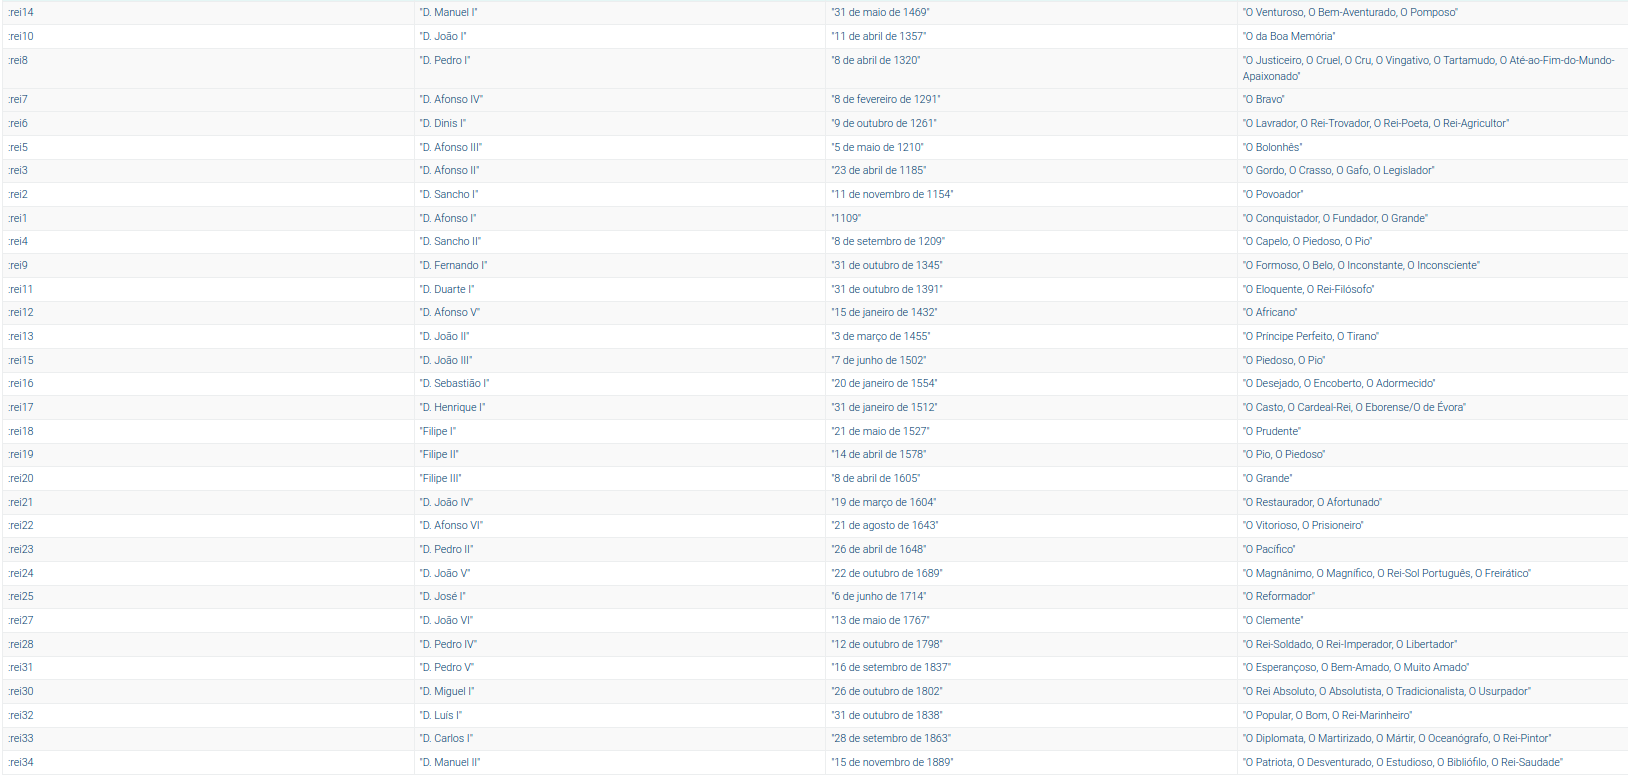 :rei14 "D. Manuel I" "31 de maio de 1469" "O Venturoso, O Bem-Aventurado, O Pomposo"
:rei10 "D. João I" "11 de abril de 1357" "O da Boa Memória"
:rei8 "D. Pedro I" "8 de abril de 1320" "O Justiceiro, O Cruel, O Cru, O Vingativo, O Tartamudo, O Até-ao-Fim-do-Mundo-
Apaixonado"
:rei7 "D. Afonso IV" "8 de fevereiro de 1291" "O Bravo"
:rei6 "D. Dinis I" "9 de outubro de 1261" "O Lavrador, O Rei-Trovador, O Rei-Poeta, O Rei-Agricultor"
:rei5 "D. Afonso III" "5 de maio de 1210" "O Bolonhês"
:rei3 "D. Afonso II" "23 de abril de 1185" "O Gordo, O Crasso, O Gafo, O Legislador"
:rei2 "D. Sancho I" "11 de novembro de 1154" "O Povoador"
:rei1 "D. Afonso I" "1109" "O Conquistador, O Fundador, O Grande"
:rei4 "D. Sancho II" "8 de setembro de 1209" "O Capelo, O Piedoso, O Pio"
:rei9 "D. Fernando I" "31 de outubro de 1345" "O Formoso, O Belo, O Inconstante, O Inconsciente"
:rei11 "D. Duarte I" "31 de outubro de 1391" "O Eloquente, O Rei-Filósofo"
:rei12 "D. Afonso V" "15 de janeiro de 1432" "O Africano"
:rei13 "D. João II" "3 de março de 1455" "O Príncipe Perfeito, O Tirano"
:rei15 "D. João III" "7 de junho de 1502" "O Piedoso, O Pio"
:rei16 "D. Sebastião I" "20 de janeiro de 1554" "O Desejado, O Encoberto, O Adormecido"
:rei17 "D. Henrique I" "31 de janeiro de 1512" "O Casto, O Cardeal-Rei, O Eborense/O de Évora"
:rei18 "Filipe I" "21 de maio de 1527" "O Prudente"
:rei19 "Filipe II" "14 de abril de 1578" "O Pio, O Piedoso"
:rei20 "Filipe III" "8 de abril de 1605" "O Grande"
:rei21 "D. João IV" "19 de março de 1604" "O Restaurador, O Afortunado"
:rei22 "D. Afonso VI" "21 de agosto de 1643" "O Vitorioso, O Prisioneiro"
:rei23 "D. Pedro II" "26 de abril de 1648" "O Pacífico"
:rei24 "D. João V" "22 de outubro de 1689" "O Magnânimo, O Magnífico, O Rei-Sol Português, O Freirático"
:rei25 "D. José I" "6 de junho de 1714" "O Reformador"
:rei27 "D. João VI" "13 de maio de 1767" "O Clemente"
:rei28 "D. Pedro IV" "12 de outubro de 1798" "O Rei-Soldado, O Rei-Imperador, O Libertador"
:rei31 "D. Pedro V" "16 de setembro de 1837" "O Esperançoso, O Bem-Amado, O Muito Amado"
:rei30 "D. Miguel I" "26 de outubro de 1802" "O Rei Absoluto, O Absolutista, O Tradicionalista, O Usurpador"
:rei32 "D. Luís I" "31 de outubro de 1838" "O Popular, O Bom, O Rei-Marinheiro"
:rei33 "D. Carlos I" "28 de setembro de 1863" "O Diplomata, O Martirizado, O Mártir, O Oceanógrafo, O Rei-Pintor"
:rei34 "D. Manuel II" "15 de novembro de 1889" "O Patriota, O Desventurado, O Estudioso, O Bibliófilo, O Rei-Saudade"